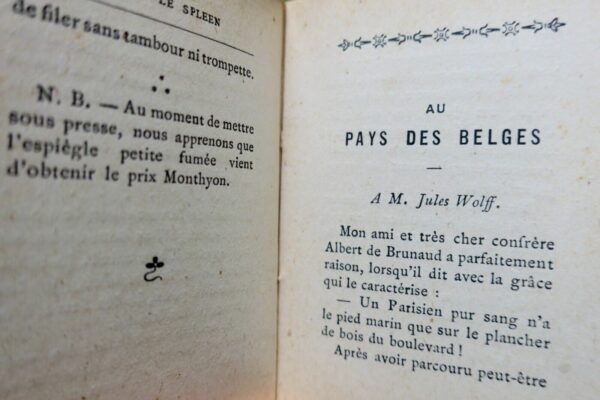 LE SPLEEN
de filer sans tambour ni trompette.
N. B. — Au moment de mettre
sous presse, nous apprenons que
l'espiègle petite fumée vient
d'obtenir le prix Monthyon.
AU
PAYS DES BELGES
A M. Jules Wolff.
Mon ami et très cher confrère
Albert de Brunaud a parfaitement
raison, lorsqu'il dit avec la grâce
qui le caractérise :
— Un Parisien pur sang n'a
le pied marin que sur le plancher
de bois du boulevard !
Après avoir parcouru peut-être